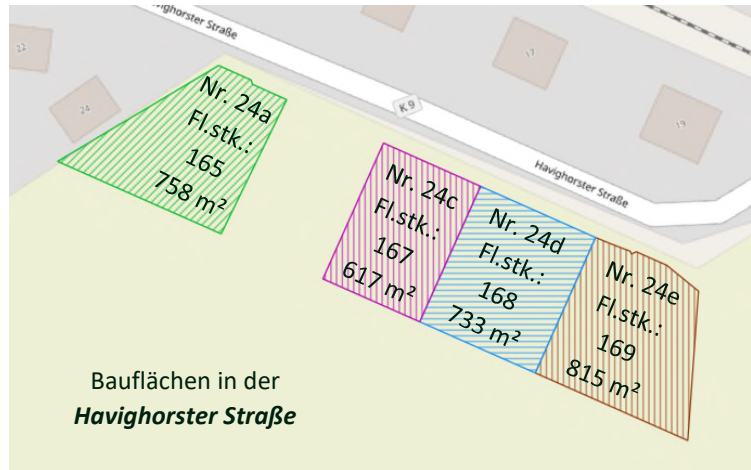 vighorster Straße
22
24
17
19
K 9
Havighorster Straße
Nr. 24a
Fl.stk.:
165
758 m²
Nr. 24c
Fl.stk.:
167
617 m²
Nr. 24d
Fl.stk.:
168
733 m²
Nr. 24e
Fl.stk.:
169
815 m²
Bauflächen in der
Havighorster Straße